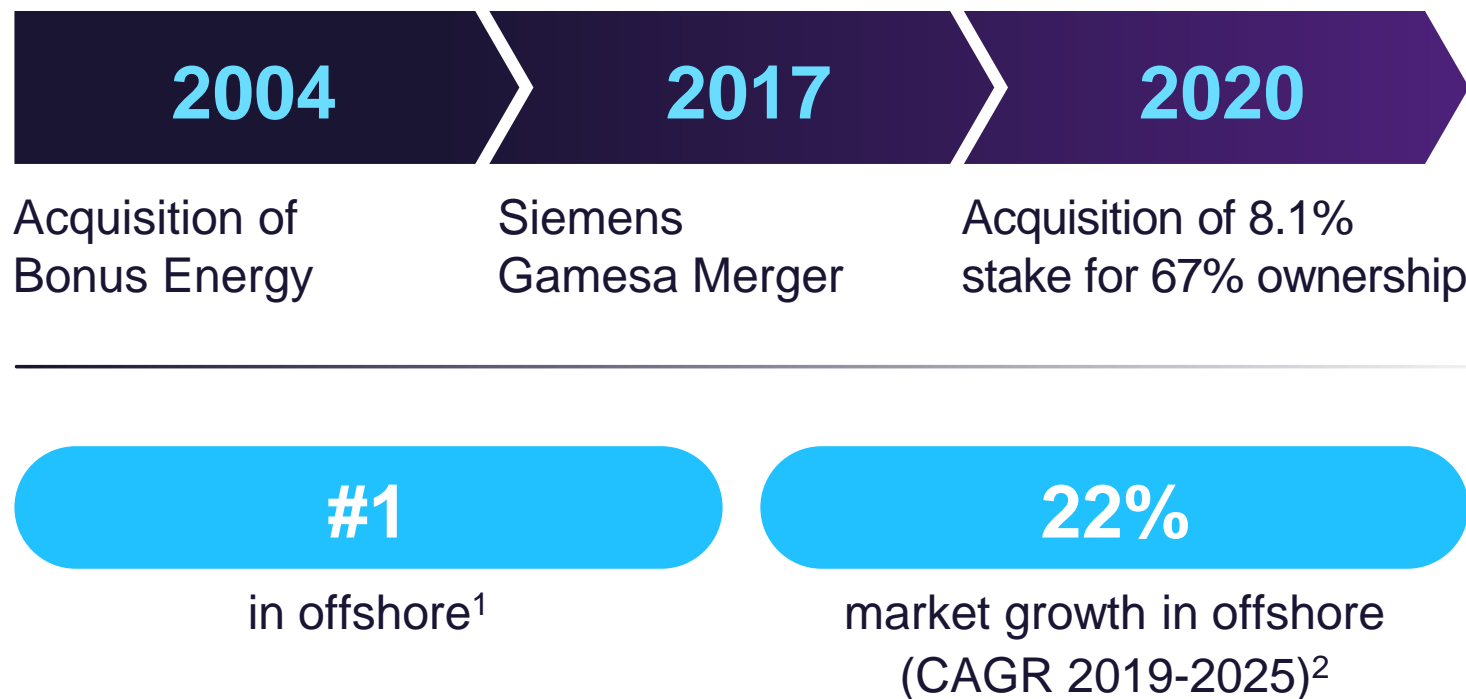 2004
2017
2020
Acquisition of
Bonus Energy
Siemens
Gamesa Merger
Acquisition of 8.1%
stake for 67% ownership
#1
in offshore¹
22%
market growth in offshore
(CAGR 2019-2025)²